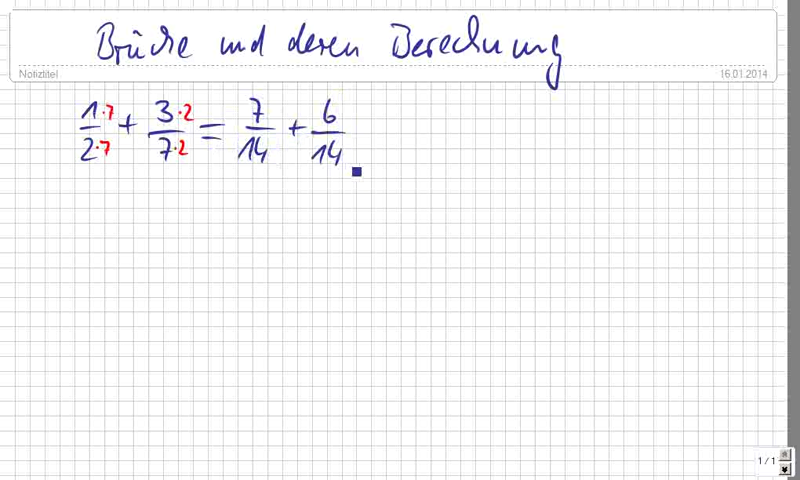 Brüche und deren Berechnung
Notiztitel 16.01.2014
1·7/2·7 + 3·2/7·2 = 7/14 + 6/14
1/1